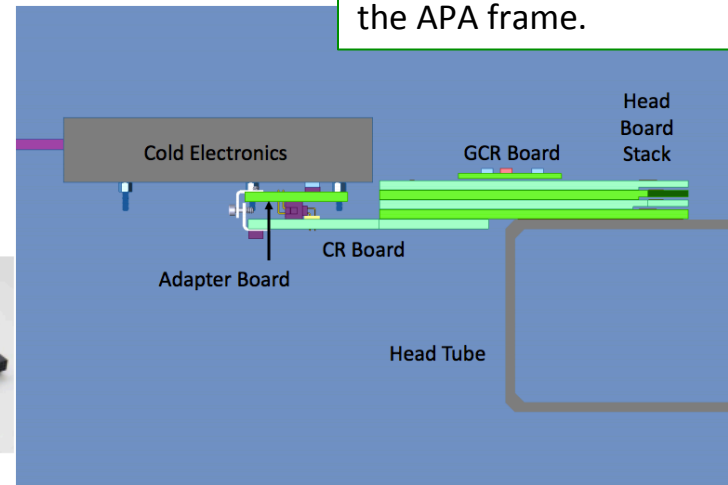 the APA frame.
Head
Board
Stack
Cold Electronics
GCR Board
CR Board
Adapter Board
Head Tube